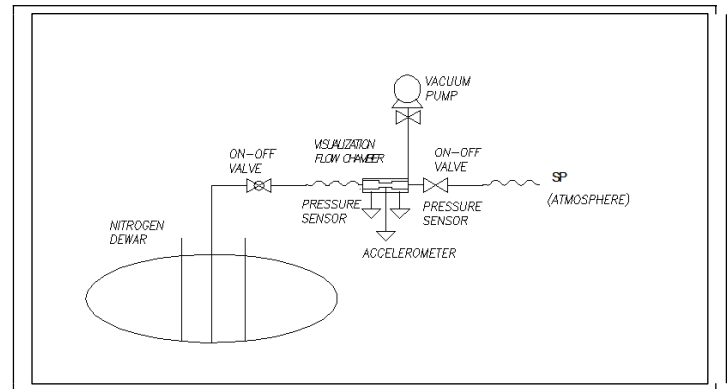 VACUUM
PUMP
VISUALIZATION
FLOW CHAMBER
ON-OFF
VALVE
ON-OFF
VALVE
SP
(ATMOSPHERE)
PRESSURE
SENSOR
PRESSURE
SENSOR
NITROGEN
DEWAR
ACCELEROMETER